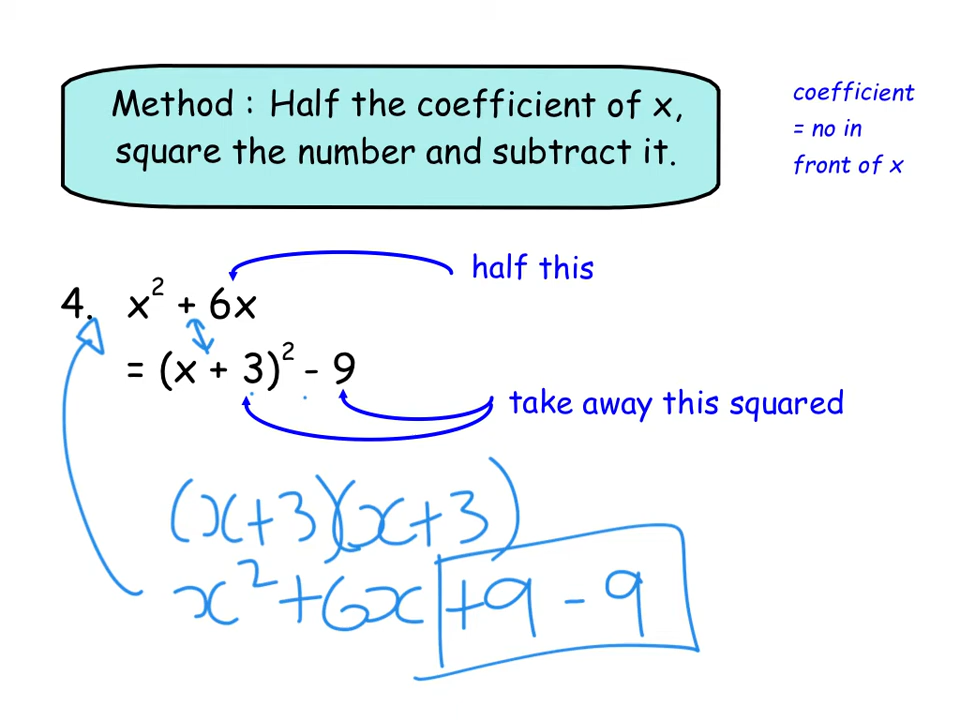 Method : Half the coefficient of x,
square the number and subtract it.
coefficient
= no in
front of x
half this
4. x² + 6x
= (x + 3)² - 9
take away this squared
(x+3)(x+3)
x²+6x +9 - 9